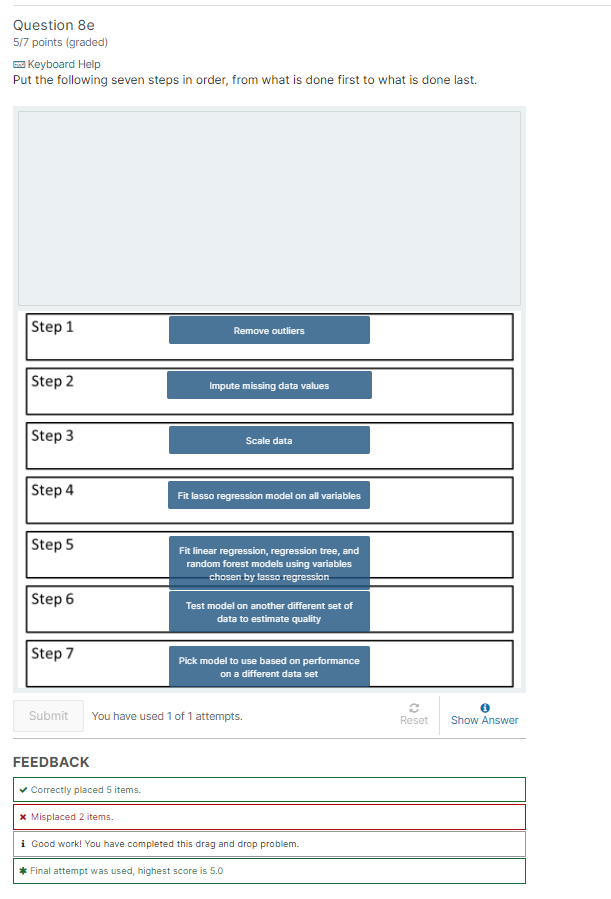 Question 8e
5/7 points (graded)
Keyboard Help
Put the following seven steps in order, from what is done first to what is done last.
Step 1
Remove outliers
Step 2
Impute missing data values
Step 3
Scale data
Step 4
Fit lasso regression model on all variables
Step 5
Fit linear regression, regression tree, and
random forest models using variables
chosen by lasso regression
Step 6
Test model on another different set of
data to estimate quality
Step 7
Pick model to use based on performance
on a different data set
Submit
You have used 1 of 1 attempts.
Reset
Show Answer
FEEDBACK
Correctly placed 5 items.
Misplaced 2 items.
Good work! You have completed this drag and drop problem.
Final attempt was used, highest score is 5.0